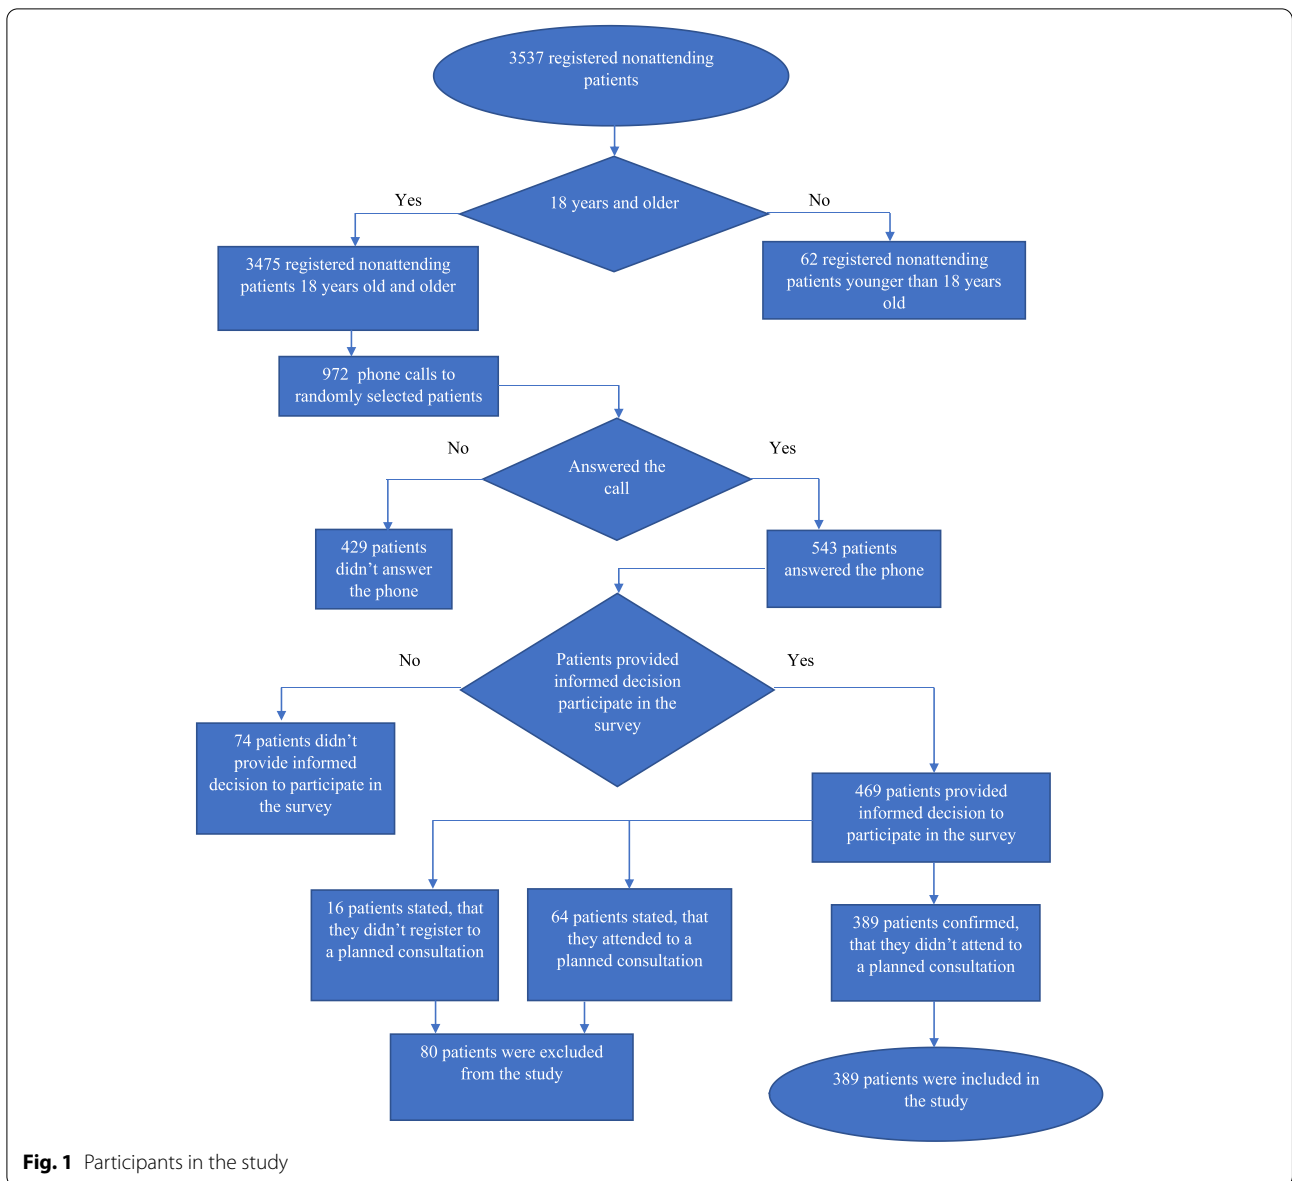 3537 registered nonattending
patients
18 years and older
Yes
No
3475 registered nonattending
patients 18 years old and older
62 registered nonattending
patients younger than 18 years
old
972 phone calls to
randomly selected patients
No
Yes
Answered the
call
429 patients
didn’t answer
the phone
543 patients
answered the phone
No
Yes
Patients provided
informed decision
participate in the
survey
74 patients didn’t
provide informed
decision to participate in
the survey
469 patients provided
informed decision to
participate in the survey
16 patients stated, that
they didn’t register to
a planned consultation
64 patients stated, that
they attended to a
planned consultation
389 patients confirmed,
that they didn’t attend to
a planned consultation
80 patients were excluded
from the study
389 patients were included in
the study
Fig. 1 Participants in the study